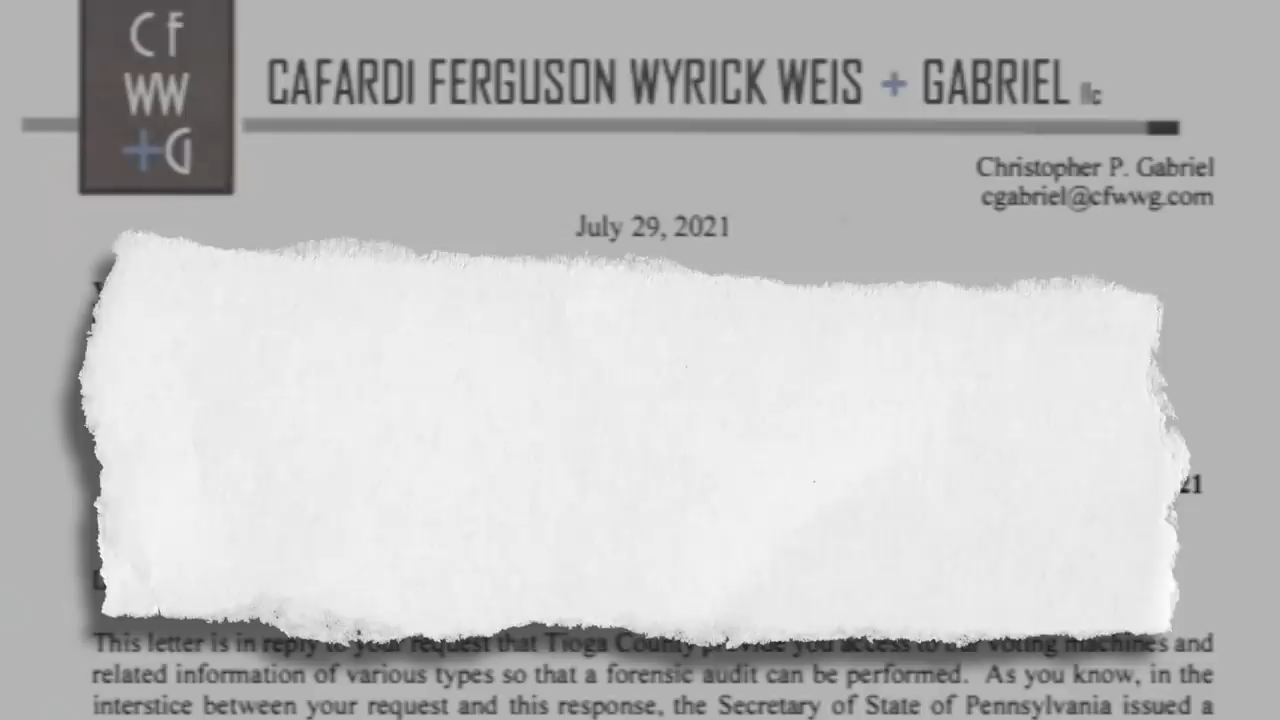 CF
WW
+G
CAFARDI FERGUSON WYRICK WEIS + GABRIEL llc
Christopher P. Gabriel
cgabriel@cfwwg.com
July 29, 2021
21
This letter is in reply to your request that Tioga County provide you access to our voting machines and
related information of various types so that a forensic audit can be performed. As you know, in the
interstice between your request and this response, the Secretary of State of Pennsylvania issued a